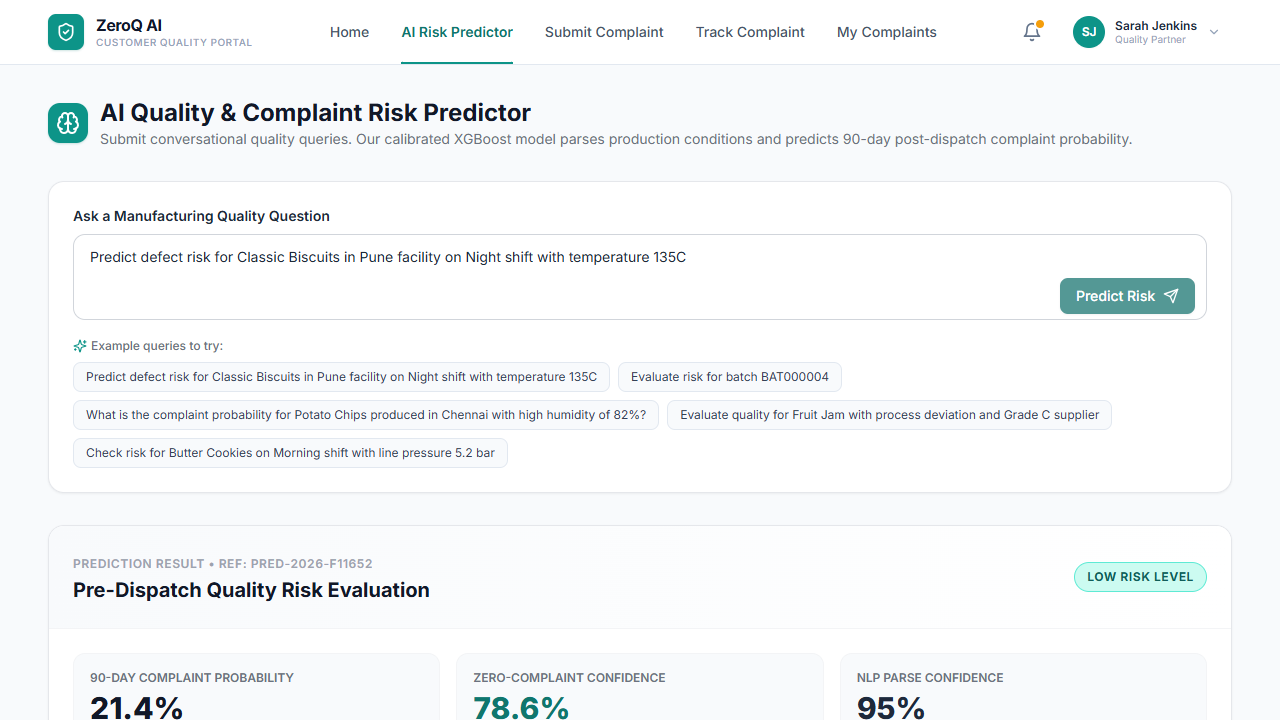 ZeroQ AI
CUSTOMER QUALITY PORTAL
Home
AI Risk Predictor
Submit Complaint
Track Complaint
My Complaints
SJ
Sarah Jenkins
Quality Partner
AI Quality & Complaint Risk Predictor
Submit conversational quality queries. Our calibrated XGBoost model parses production conditions and predicts 90-day post-dispatch complaint probability.
Ask a Manufacturing Quality Question
Predict defect risk for Classic Biscuits in Pune facility on Night shift with temperature 135C
Predict Risk
Example queries to try:
Predict defect risk for Classic Biscuits in Pune facility on Night shift with temperature 135C
Evaluate risk for batch BAT000004
What is the complaint probability for Potato Chips produced in Chennai with high humidity of 82%?
Evaluate quality for Fruit Jam with process deviation and Grade C supplier
Check risk for Butter Cookies on Morning shift with line pressure 5.2 bar
PREDICTION RESULT • REF: PRED-2026-F11652
Pre-Dispatch Quality Risk Evaluation
LOW RISK LEVEL
90-DAY COMPLAINT PROBABILITY
21.4%
ZERO-COMPLAINT CONFIDENCE
78.6%
NLP PARSE CONFIDENCE
95%